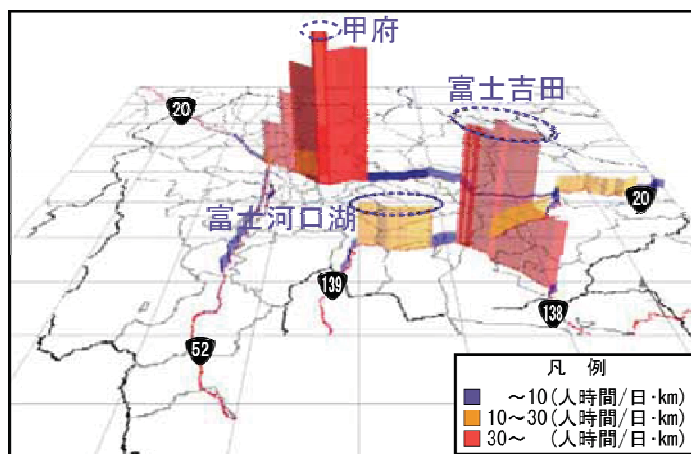 甲府
富士吉田
20
富士河口湖
20
139
138
52
凡 例
～10(人時間/日・km)
10～30(人時間/日・km)
30～ (人時間/日・km)